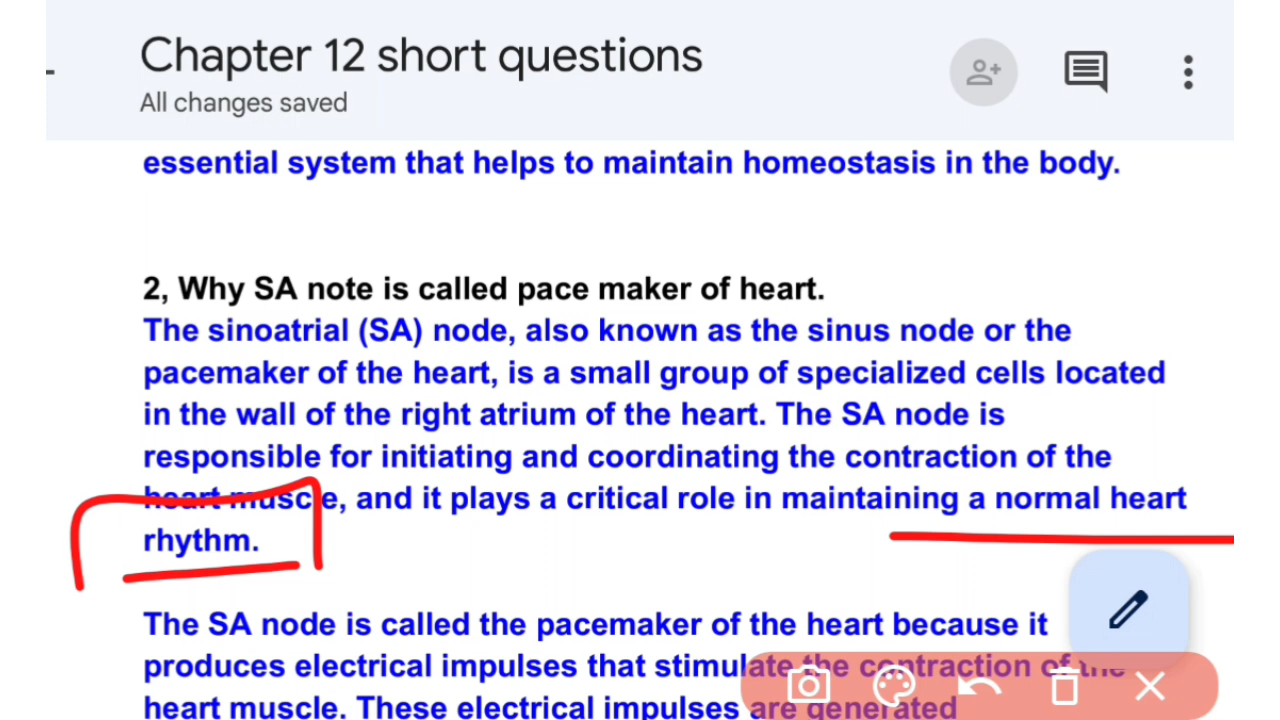 Chapter 12 short questions
All changes saved
essential system that helps to maintain homeostasis in the body.
2, Why SA note is called pace maker of heart.
The sinoatrial (SA) node, also known as the sinus node or the
pacemaker of the heart, is a small group of specialized cells located
in the wall of the right atrium of the heart. The SA node is
responsible for initiating and coordinating the contraction of the
heart muscle, and it plays a critical role in maintaining a normal heart
rhythm.
The SA node is called the pacemaker of the heart because it
produces electrical impulses that stimulate the contraction of the
heart muscle. These electrical impulses are generated